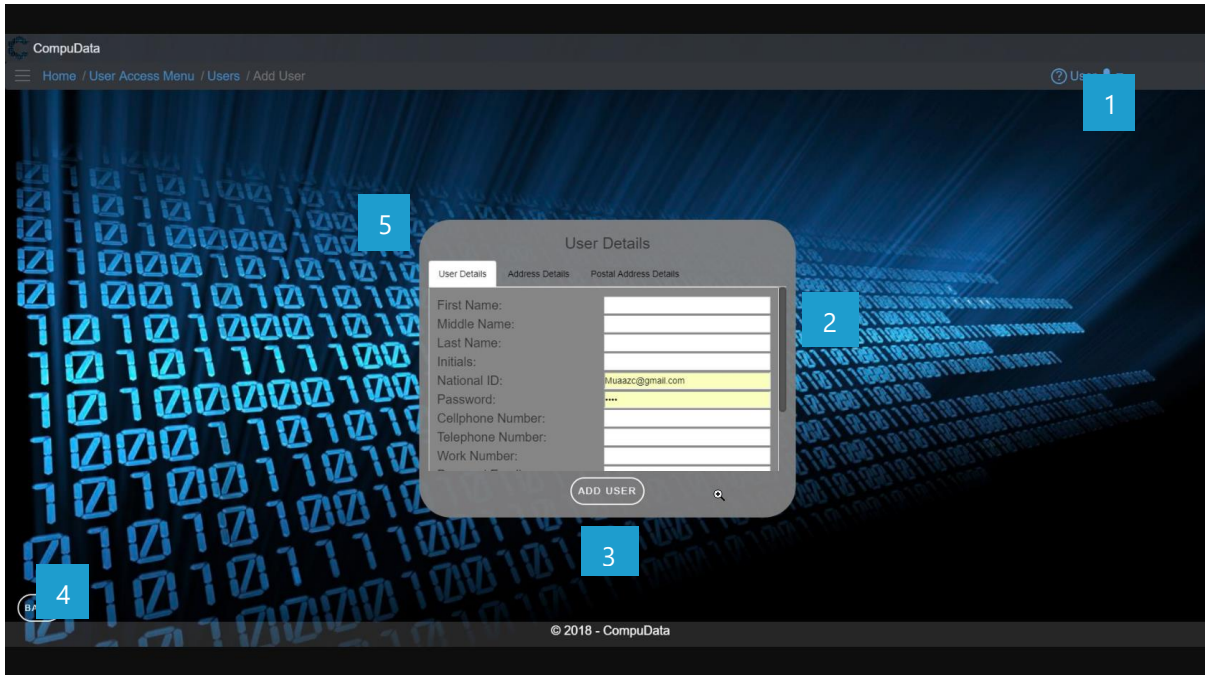 CompuData
Home / User Access Menu / Users / Add User
1
5
User Details
User Details Address Details Postal Address Details
First Name:
Middle Name:
2
Last Name:
Initials:
National ID: Muaazc@gmail.com
Password: ••••
Cellphone Number:
Telephone Number:
Work Number:
ADD USER
3
4
© 2018 - CompuData